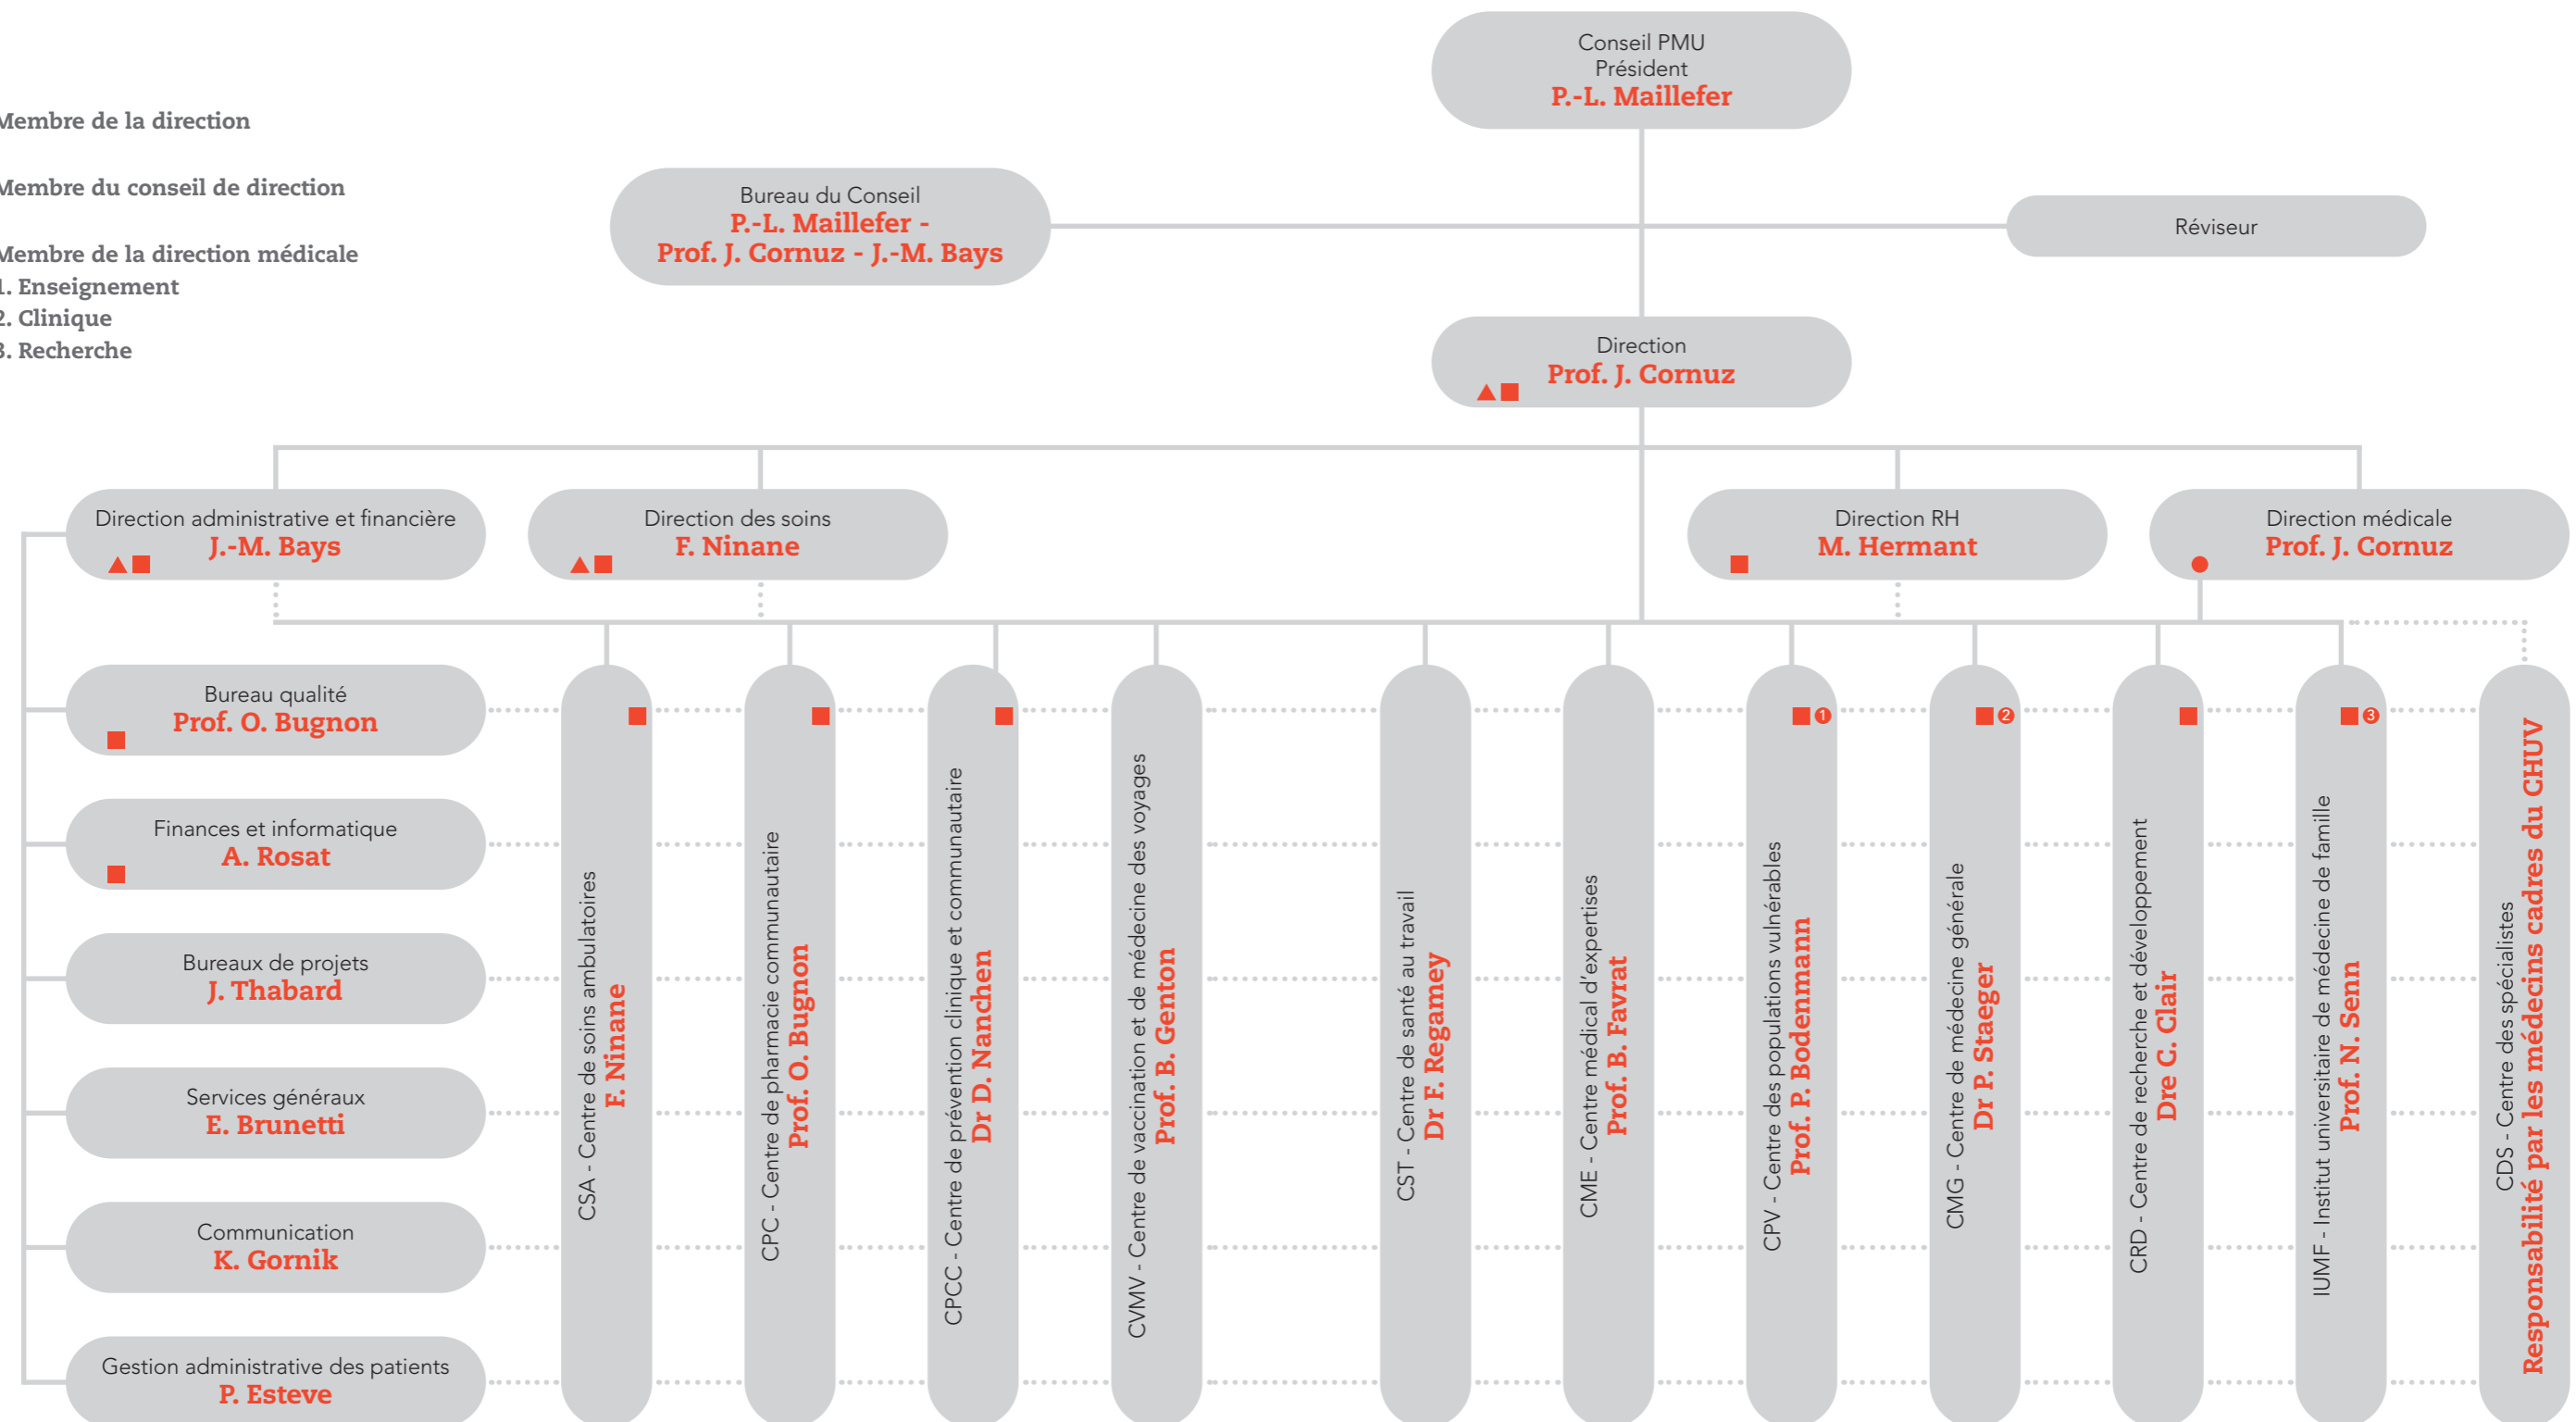 Conseil PMU
Président
P.-L. Maillefer
Membre de la direction
Membre du conseil de direction
Membre de la direction médicale
1. Enseignement
2. Clinique
3. Recherche
Bureau du Conseil
P.-L. Maillefer -
Prof. J. Cornuz - J.-M. Bays
Réviseur
Direction
Prof. J. Cornuz
Direction administrative et financière
J.-M. Bays
Direction des soins
F. Ninane
Direction RH
M. Hermant
Direction médicale
Prof. J. Cornuz
Bureau qualité
Prof. O. Bugnon
Finances et informatique
A. Rosat
Bureaux de projets
J. Thabard
Services généraux
E. Brunetti
Communication
K. Gornik
Gestion administrative des patients
P. Esteve
CSA - Centre de soins ambulatoires
F. Ninane
CPC - Centre de pharmacie communautaire
Prof. O. Bugnon
CPCC - Centre de prévention clinique et communautaire
Dr D. Nanchen
CVMV - Centre de vaccination et de médecine des voyages
Prof. B. Genton
CST - Centre de santé au travail
Dr F. Regamey
CME - Centre médical d'expertises
Prof. B. Favrat
1
CPV - Centre des populations vulnérables
Prof. P. Bodenmann
2
CMG - Centre de médecine générale
Dr P. Staeger
CRD - Centre de recherche et développement
Dre C. Clair
3
IUMF - Institut universitaire de médecine de famille
Prof. N. Senn
CDS - Centre des spécialistes
Responsabilité par les médecins cadres du CHUV